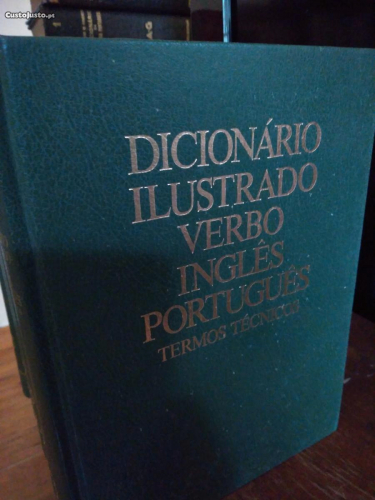 CustoJusto.pt
DICIONÁRIO
ILUSTRADO
VERBO
INGLÊS
PORTUGUÊS
TERMOS TÉCNICOS